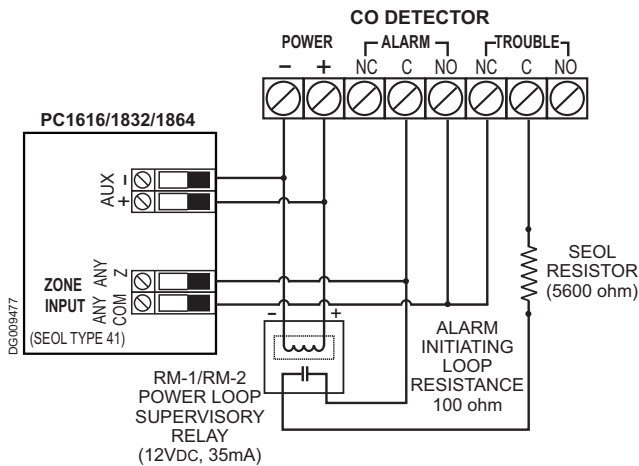 CO DETECTOR
POWER ALARM TROUBLE
− + NC C NO NC C NO
PC1616/1832/1864
AUX
−
+
ZONE
INPUT
ANY
Z
ANY
COM
(SEOL TYPE 41)
DG009477
− +
SEOL
RESISTOR
(5600 ohm)
ALARM
INITIATING
LOOP
RESISTANCE
100 ohm
RM-1/RM-2
POWER LOOP
SUPERVISORY
RELAY
(12VDC, 35mA)